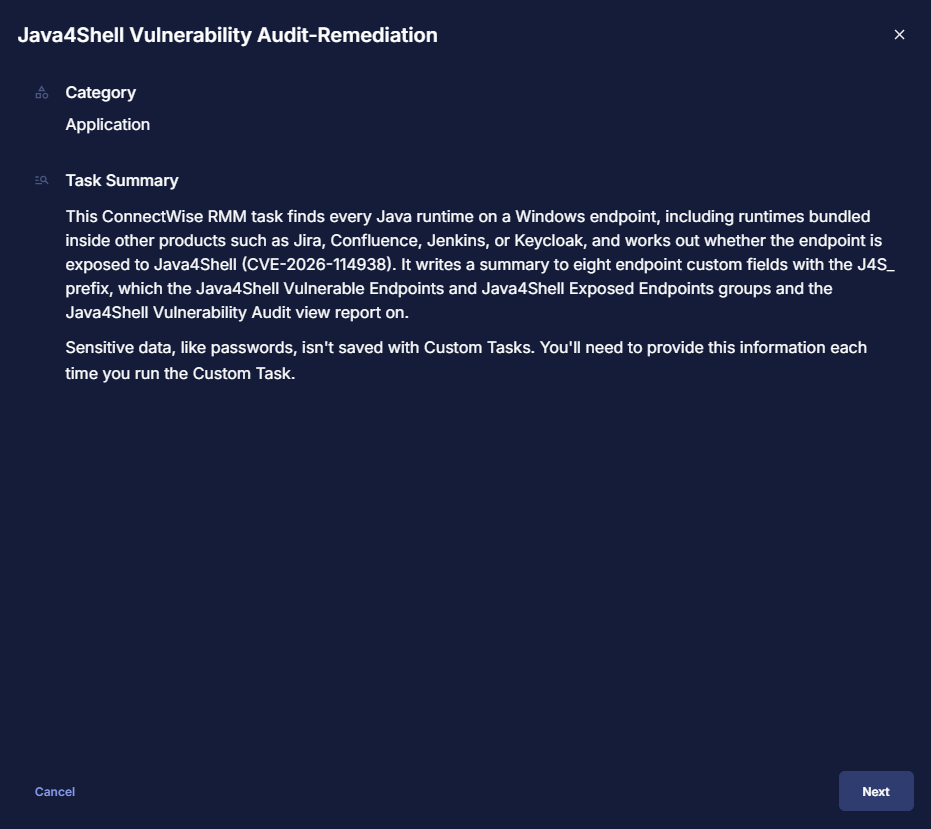 Java4Shell Vulnerability Audit-Remediation
Category
Application
Task Summary
This ConnectWise RMM task finds every Java runtime on a Windows endpoint, including runtimes bundled
inside other products such as Jira, Confluence, Jenkins, or Keycloak, and works out whether the endpoint is
exposed to Java4Shell (CVE-2026-114938). It writes a summary to eight endpoint custom fields with the J4S_
prefix, which the Java4Shell Vulnerable Endpoints and Java4Shell Exposed Endpoints groups and the
Java4Shell Vulnerability Audit view report on.
Sensitive data, like passwords, isn't saved with Custom Tasks. You'll need to provide this information each
time you run the Custom Task.
Cancel
Next